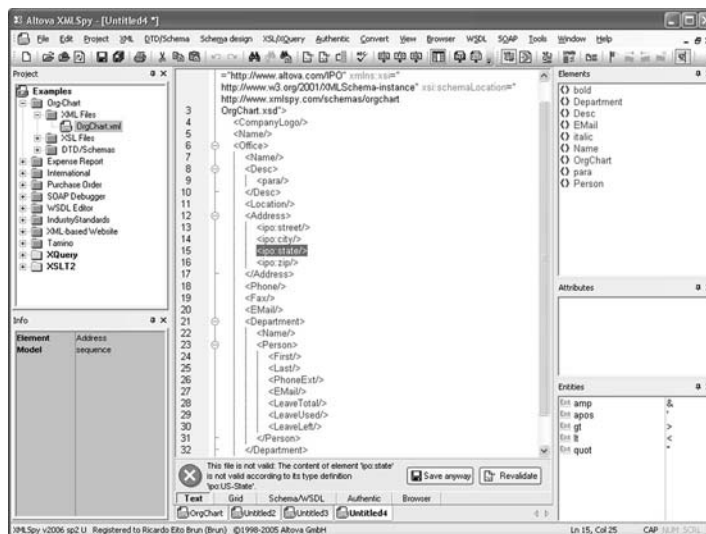 Altova XMLSpy - [Untitled4 *]
File Edit Project XML DTD/Schema Schema design XSL/XQuery Authentic Convert View Browser WSDL SOAP Tools Window Help
Project
Examples
Org-Chart
XML Files
OrgChart.xml
XSL Files
DTD/Schemas
Expense Report
International
Purchase Order
SOAP Debugger
WSDL Editor
IndustryStandards
XML-based Website
Tamino
XQuery
XSLT2
Info
Element Address
Model sequence
="http://www.altova.com/IPO" xmlns:xsi="
http://www.w3.org/2001/XMLSchema-instance" xsi:schemaLocation="
http://www.xmlspy.com/schemas/orgchart
3 OrgChart.xsd">
4 <CompanyLogo/>
5 <Name/>
6 <Office>
7 <Name/>
8 <Desc>
9 <para/>
10 </Desc>
11 <Location/>
12 <Address>
13 <ipo:street/>
14 <ipo:city/>
15 <ipo:state/>
16 <ipo:zip/>
17 </Address>
18 <Phone/>
19 <Fax/>
20 <EMail/>
21 <Department>
22 <Name/>
23 <Person>
24 <First/>
25 <Last/>
26 <PhoneExt/>
27 <EMail/>
28 <LeaveTotal/>
29 <LeaveUsed/>
30 <LeaveLeft/>
31 </Person>
32 </Department>
This file is not valid: The content of element 'ipo:state'
is not valid according to its type definition
'ipo:US-State'.
Save anyway
Revalidate
Text Grid Schema/WSDL Authentic Browser
OrgChart Untitled2 Untitled3 Untitled4
Elements
bold
Department
Desc
EMail
italic
Name
OrgChart
para
Person
Attributes
Entities
Ent amp &
Ent apos '
Ent gt >
Ent lt <
Ent quot "
XMLSpy v2006 sp2 U Registered to Ricardo Eito Brun (Brun) ©1998-2005 Altova GmbH Ln 15, Col 25 CAP NUM SCRL